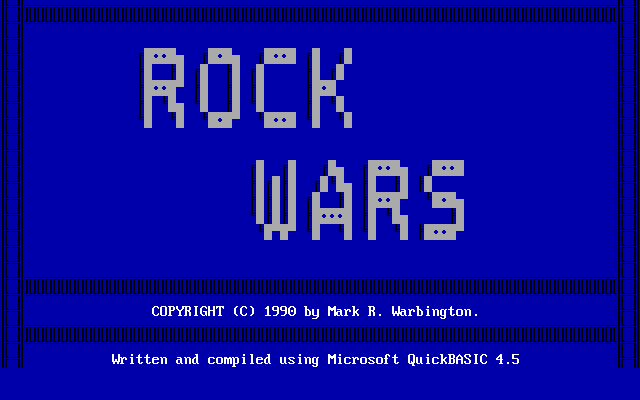 ROCK
WARS
COPYRIGHT (C) 1990 by Mark R. Warbington.
Written and compiled using Microsoft QuickBASIC 4.5